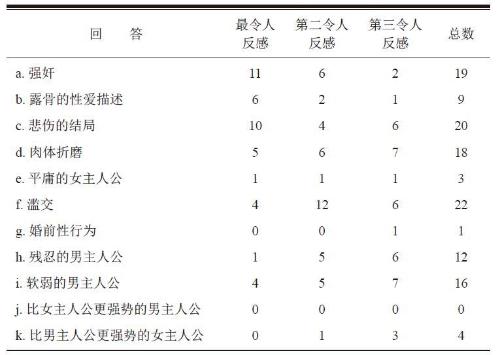 回 答 最令人反感 第二令人反感 第三令人反感 总数
a. 强奸 11 6 2 19
b. 露骨的性爱描述 6 2 1 9
c. 悲伤的结局 10 4 6 20
d. 肉体折磨 5 6 7 18
e. 平庸的女主人公 1 1 1 3
f. 滥交 4 12 6 22
g. 婚前性行为 0 0 1 1
h. 残忍的男主人公 1 5 6 12
i. 软弱的男主人公 4 5 7 16
j. 比女主人公更强势的男主人公 0 0 0 0
k. 比男主人公更强势的女主人公 0 1 3 4